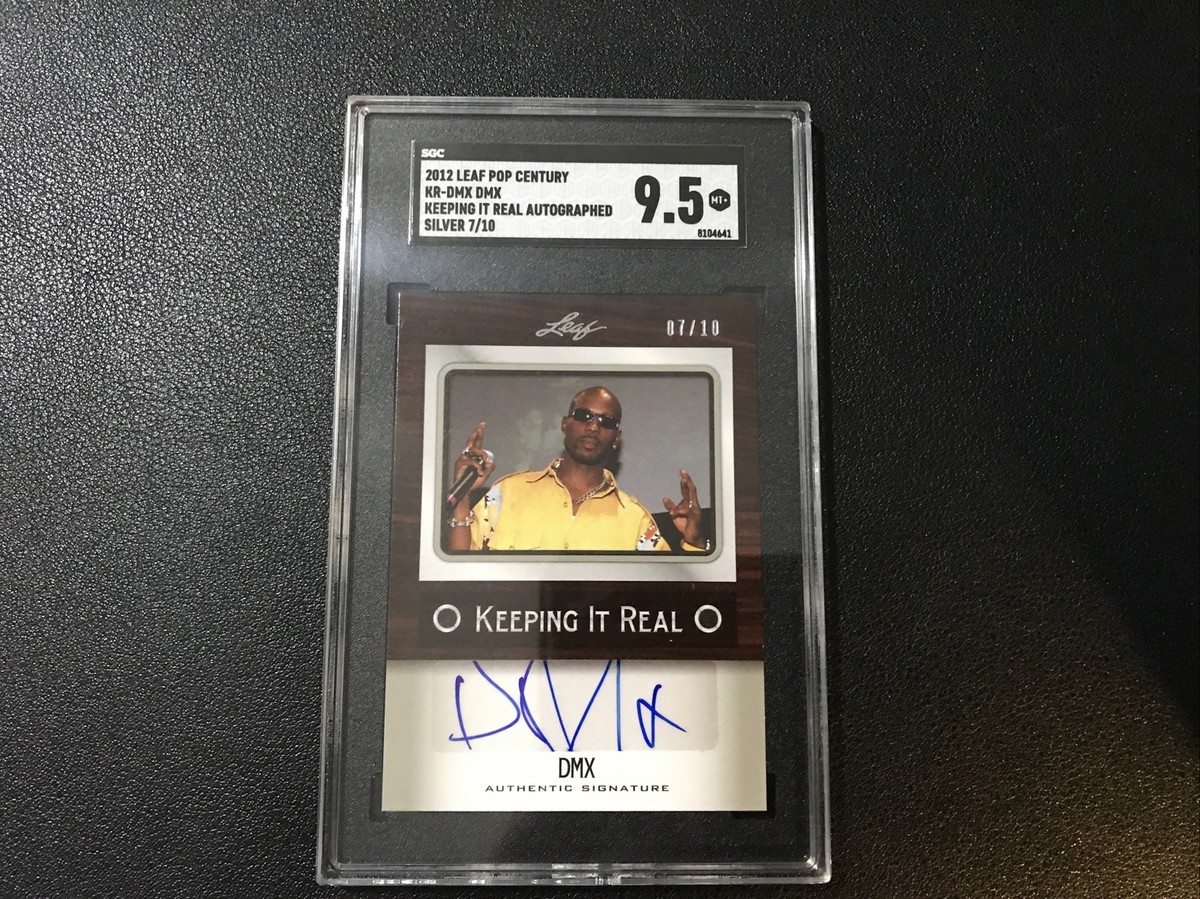 SGC
2012 LEAF POP CENTURY
KR-DMX DMX
KEEPING IT REAL AUTOGRAPHED
SILVER 7/10
9.5 MT+
8104641
Leaf 07/10
KEEPING IT REAL
DMX
DMX
AUTHENTIC SIGNATURE